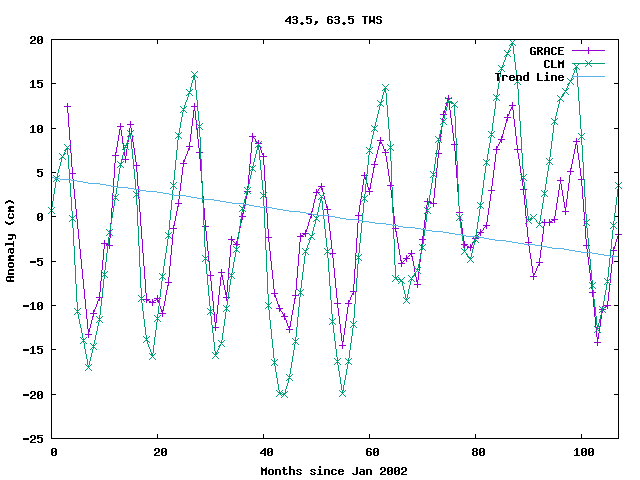 43.5, 63.5 TWS
GRACE
CLM
Trend Line
20
15
10
5
0
-5
-10
-15
-20
-25
Anomaly (cm)
0 20 40 60 80 100
Months since Jan 2002